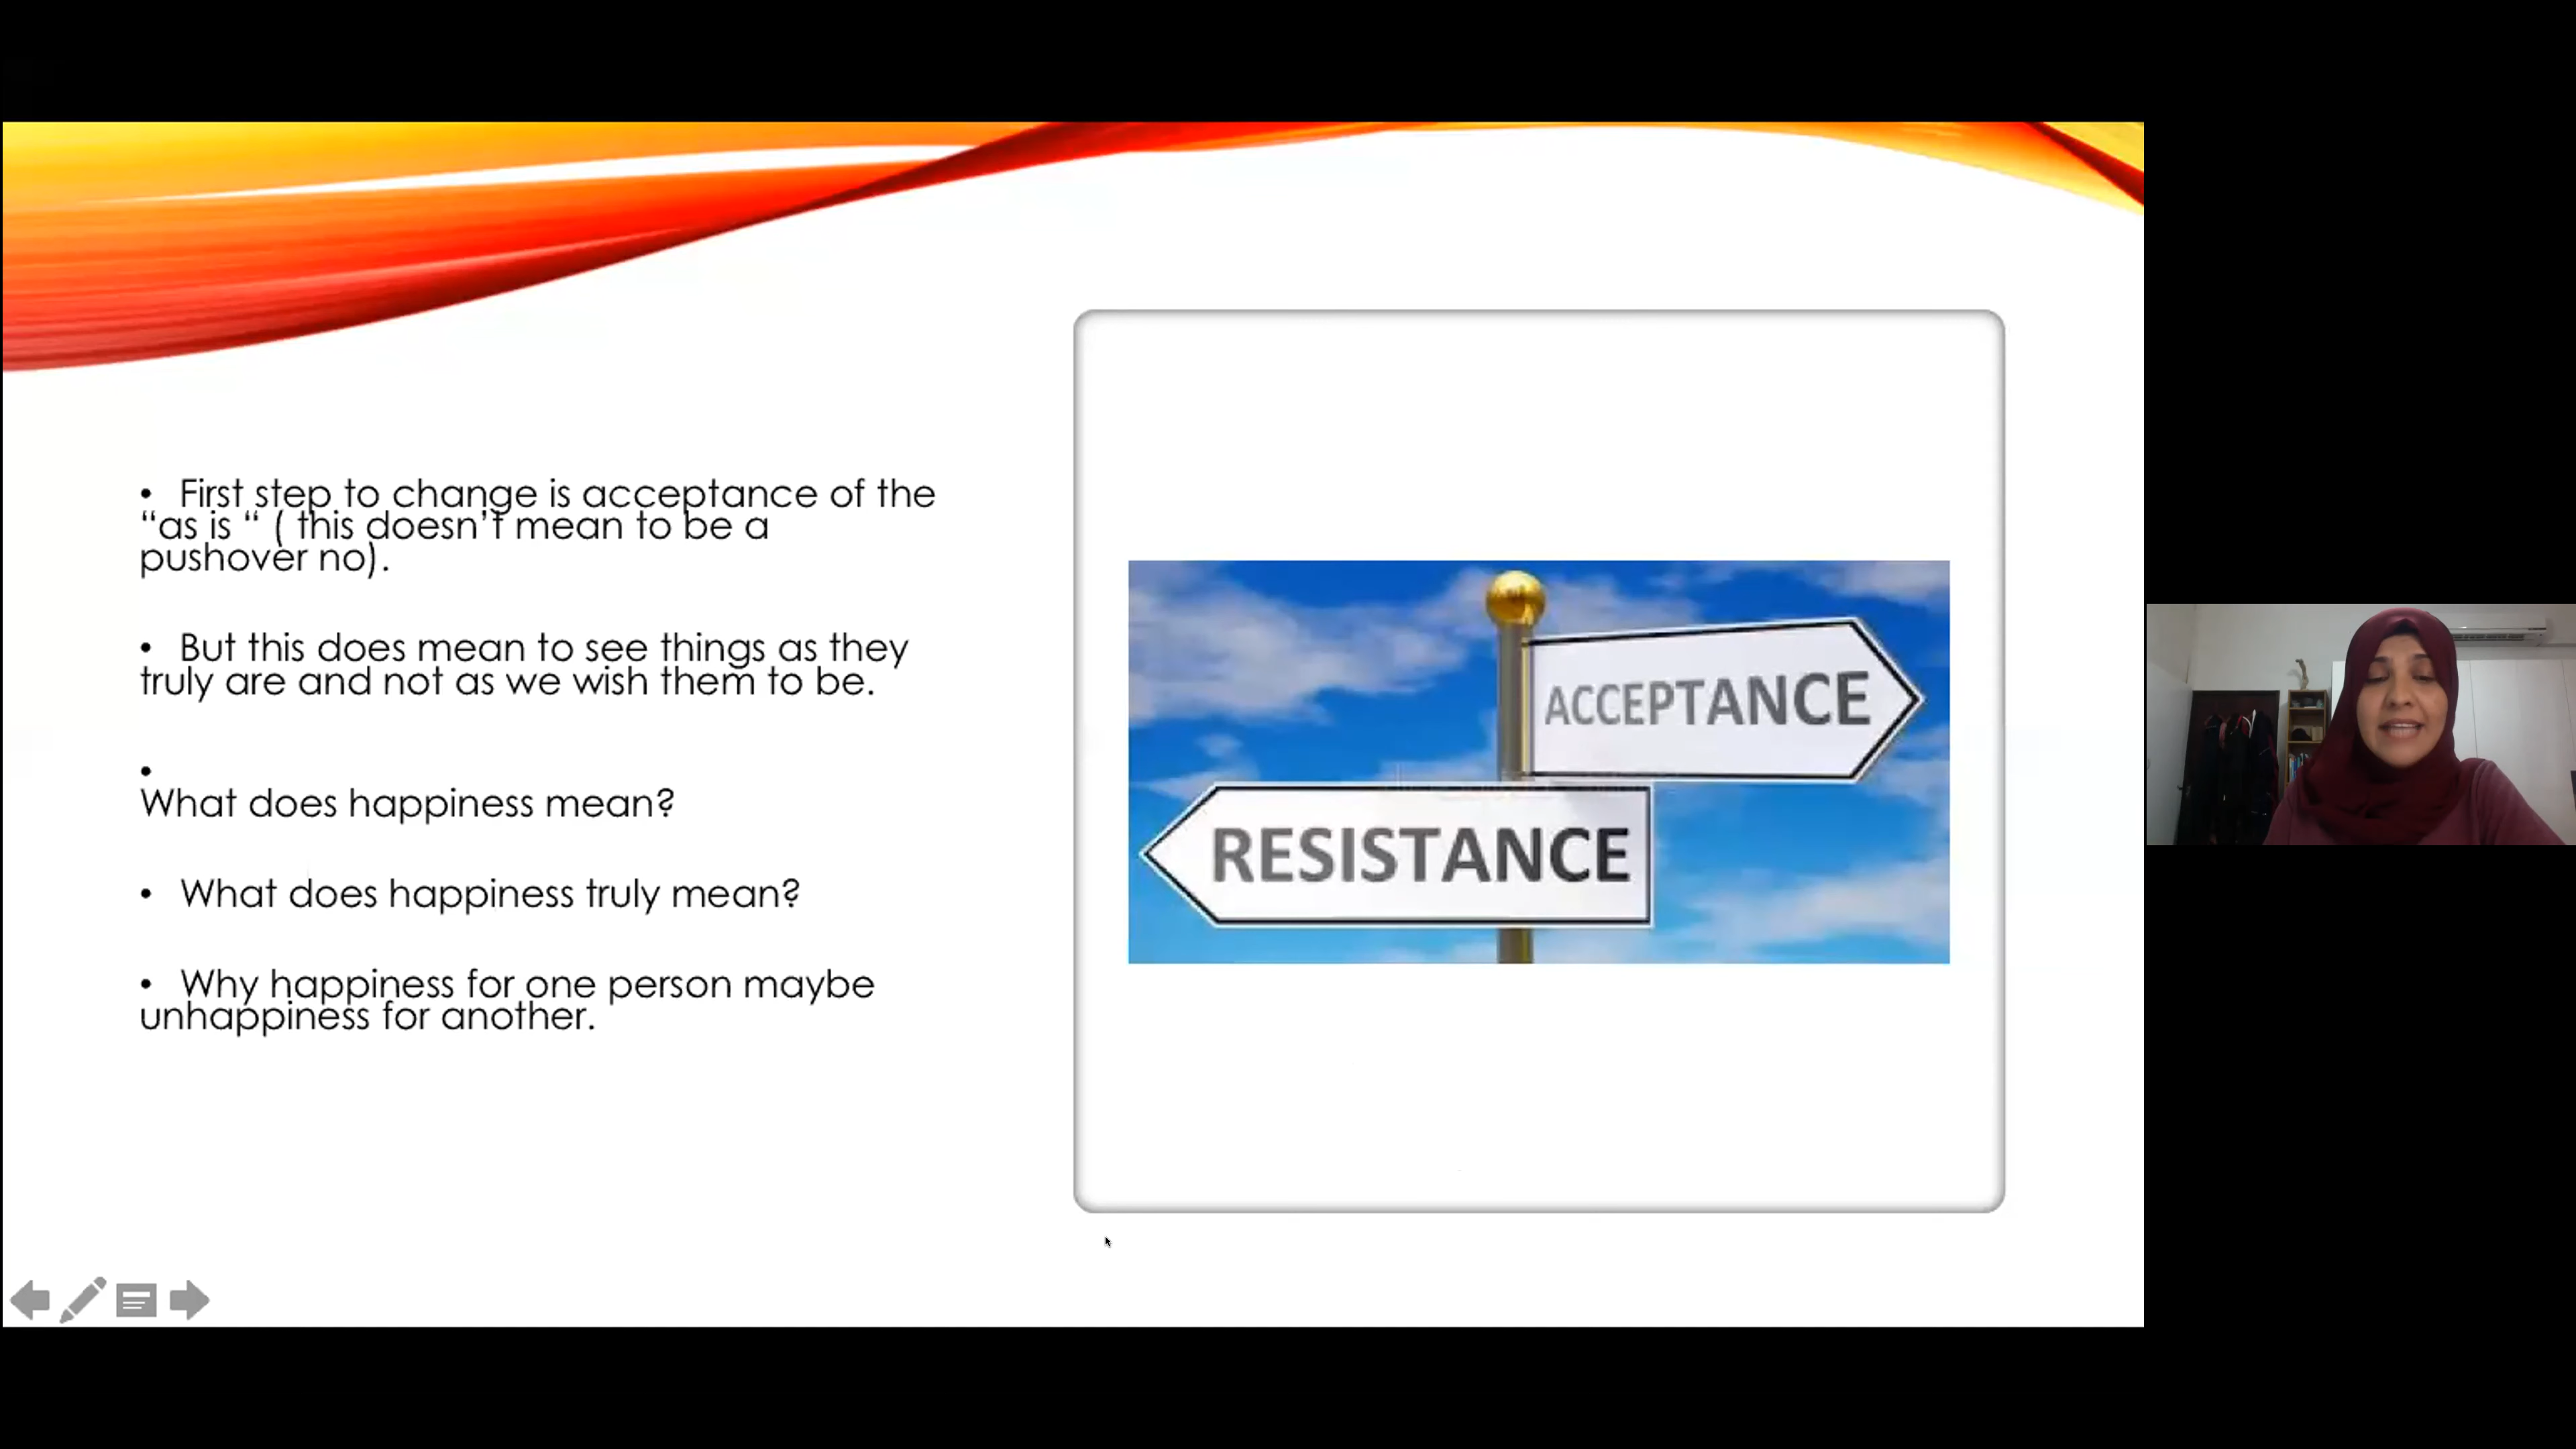 • First step to change is acceptance of the
“as is “ ( this doesn’t mean to be a
pushover no).
• But this does mean to see things as they
truly are and not as we wish them to be.
•
What does happiness mean?
• What does happiness truly mean?
• Why happiness for one person maybe
unhappiness for another.
ACCEPTANCE
RESISTANCE